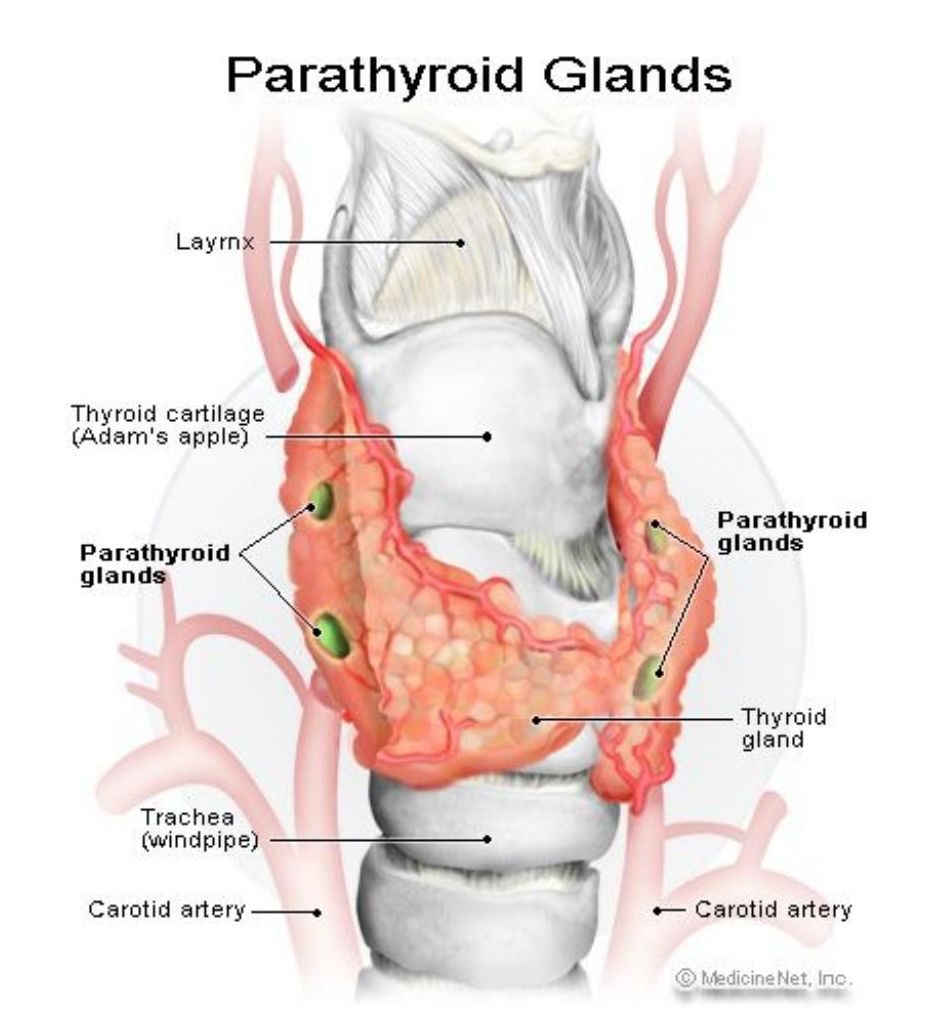 Parathyroid Glands
Layrnx
Thyroid cartilage
(Adam's apple)
Parathyroid
glands
Parathyroid
glands
Thyroid
gland
Trachea
(windpipe)
Carotid artery
Carotid artery
© MedicineNet, Inc.